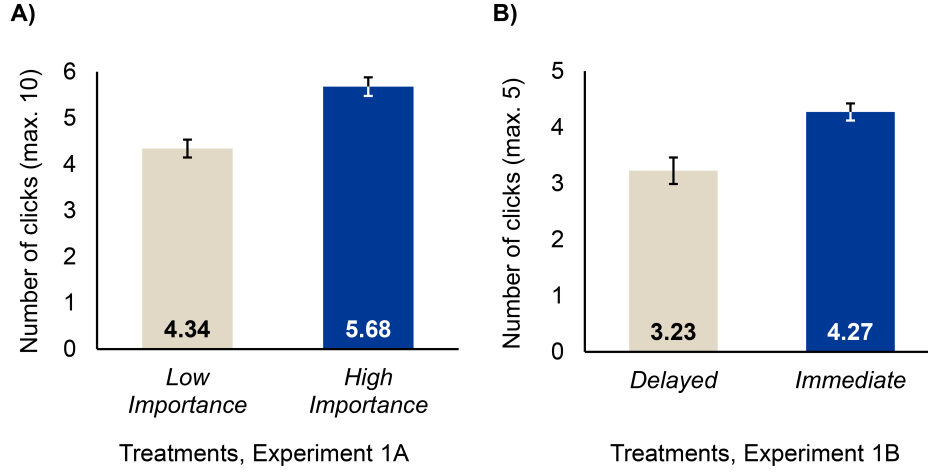 A)
Number of clicks (max. 10)
6
5
4
3
2
1
0
4.34
5.68
Low
Importance
High
Importance
Treatments, Experiment 1A
B)
Number of clicks (max. 5)
5
4
3
2
1
0
3.23
4.27
Delayed
Immediate
Treatments, Experiment 1B